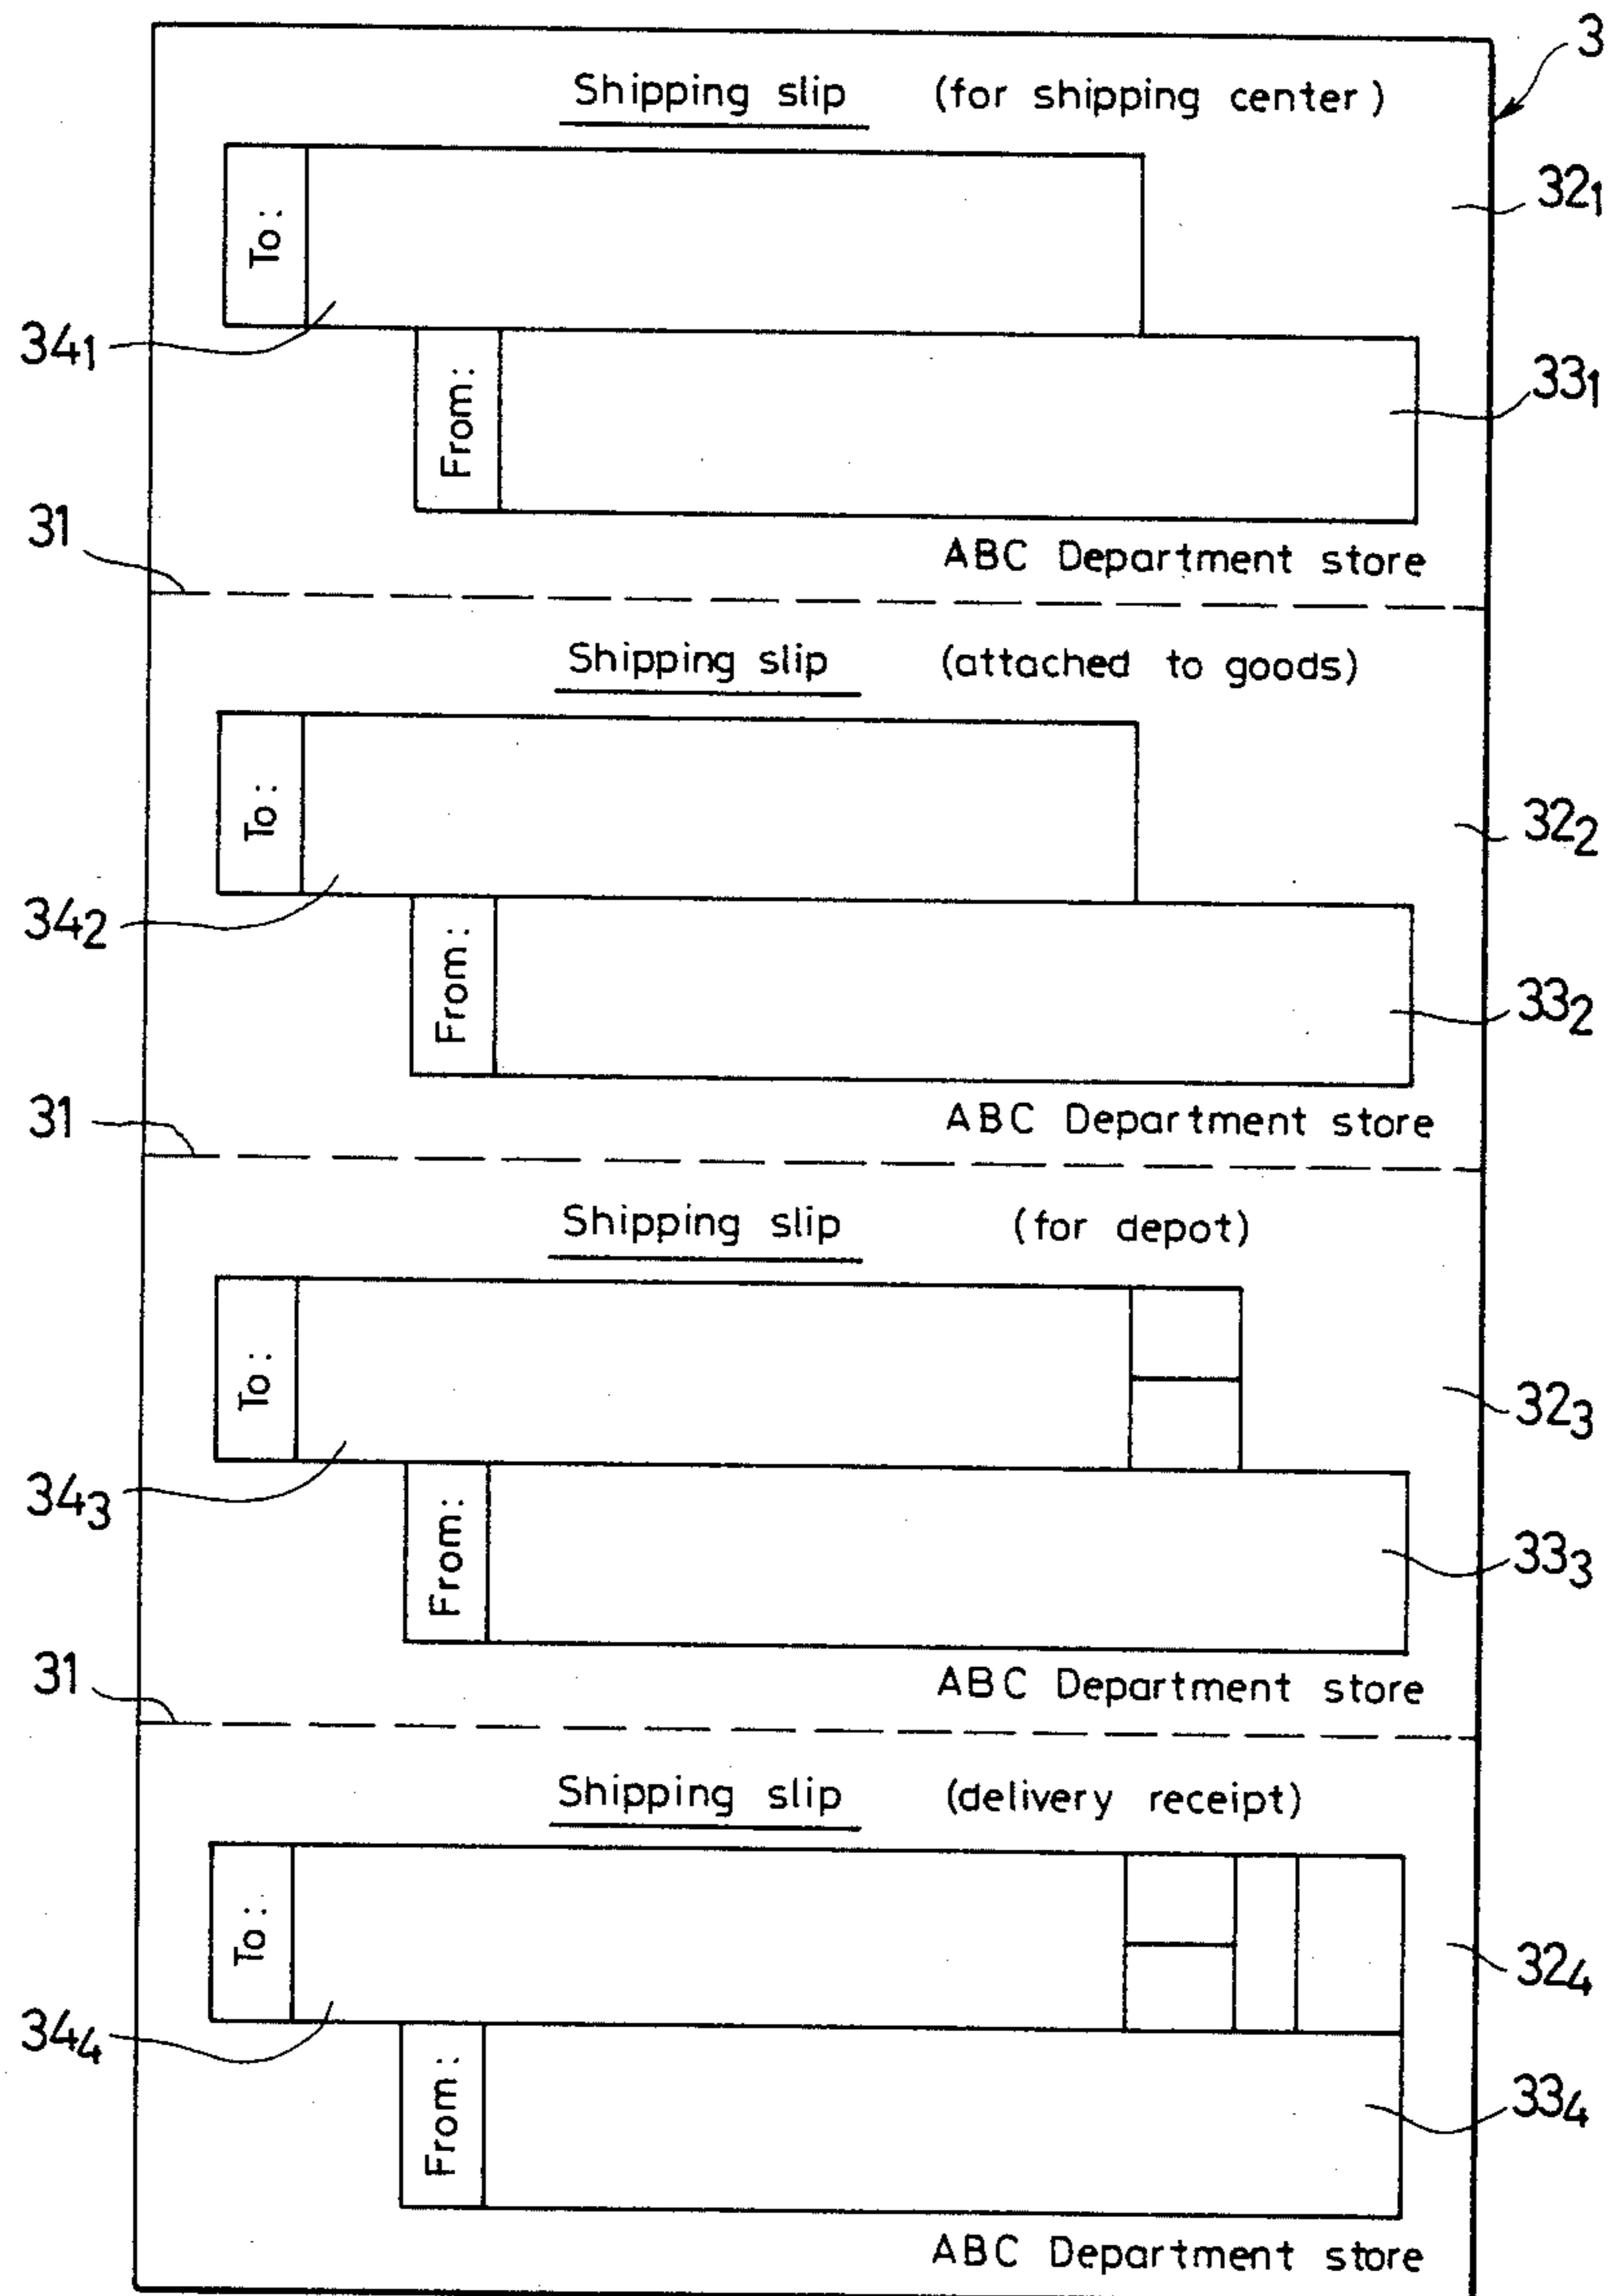 3
Shipping slip (for shipping center)
32₁
To:
34₁
33₁
From:
31
ABC Department store
Shipping slip (attached to goods)
To:
32₂
34₂
From:
33₂
31
ABC Department store
Shipping slip (for depot)
To:
32₃
34₃
From:
33₃
31
ABC Department store
Shipping slip (delivery receipt)
To:
32₄
34₄
From:
33₄
ABC Department store